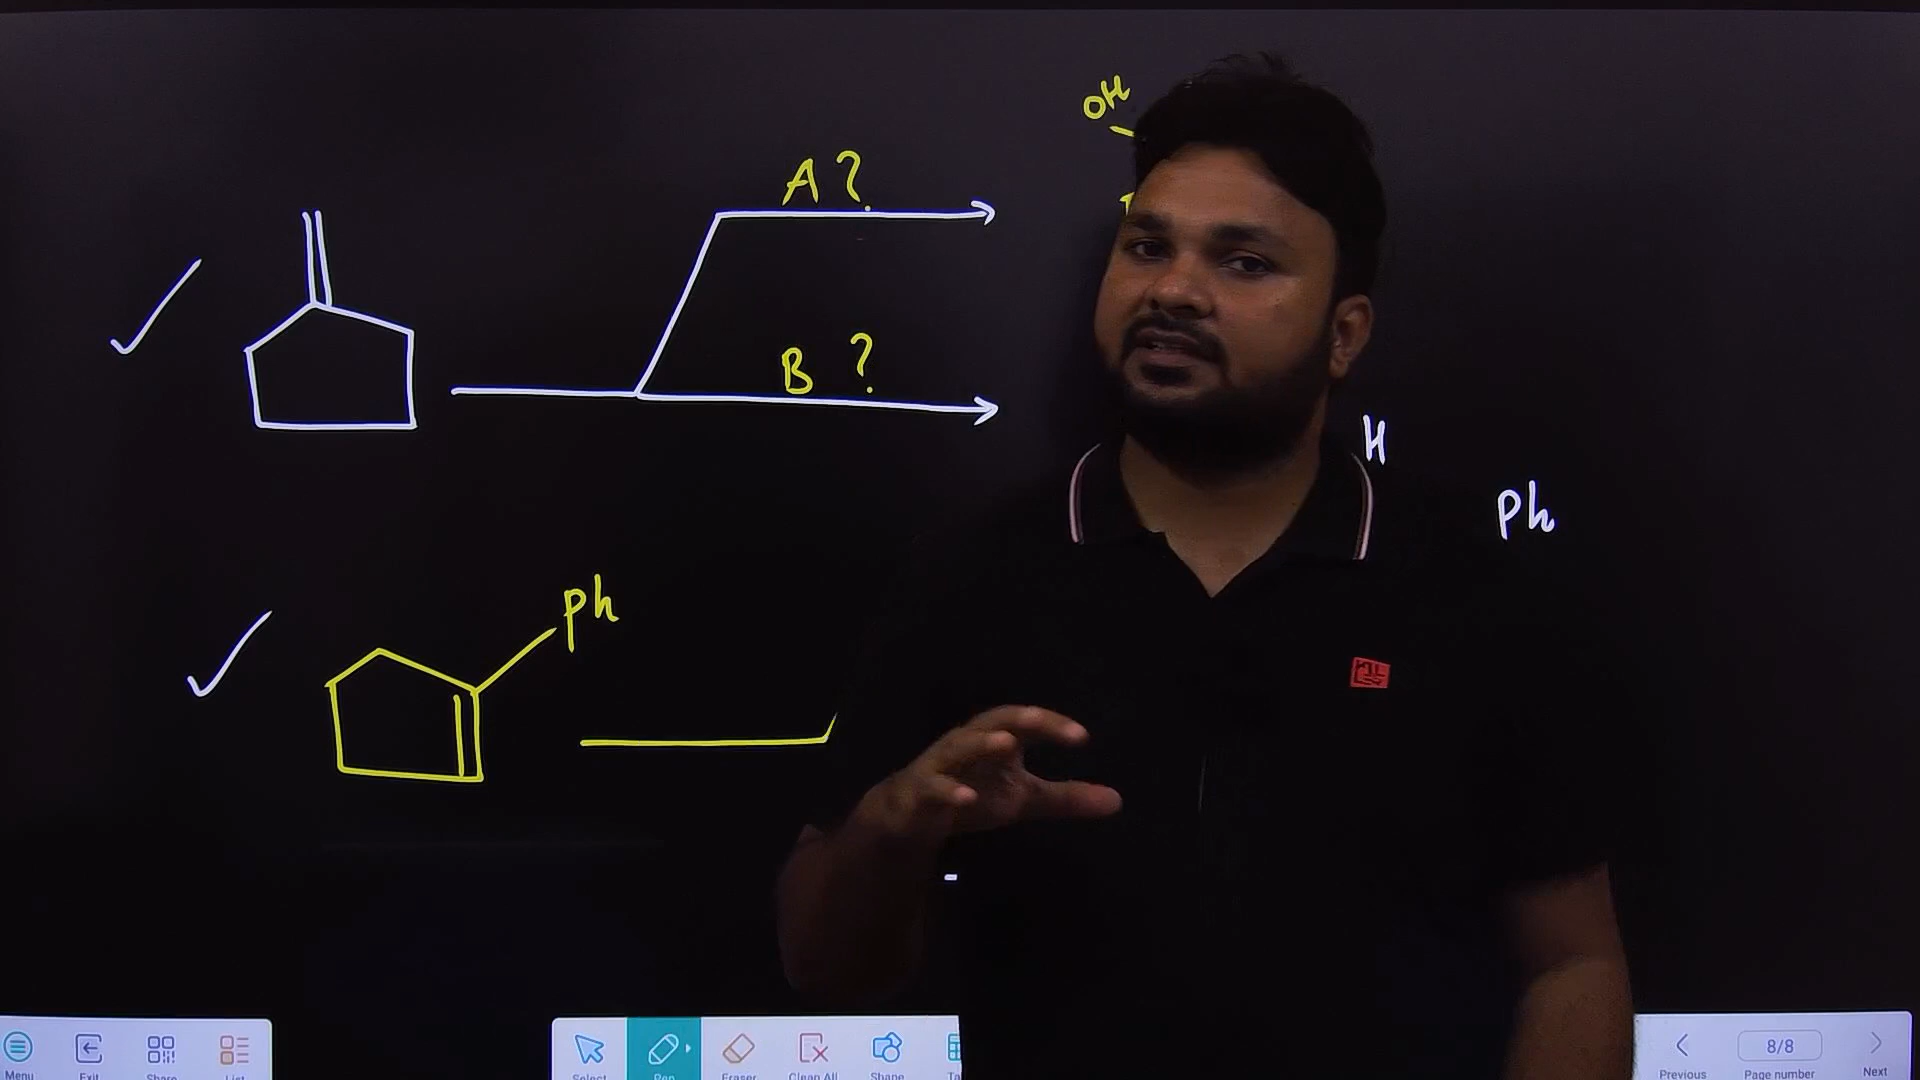 OH
A ?
B ?
H
Ph
Ph
Menu
Exit
Share
List
Select
Pen
Eraser
Clean All
Shape
8/8
Previous
Page number
Next